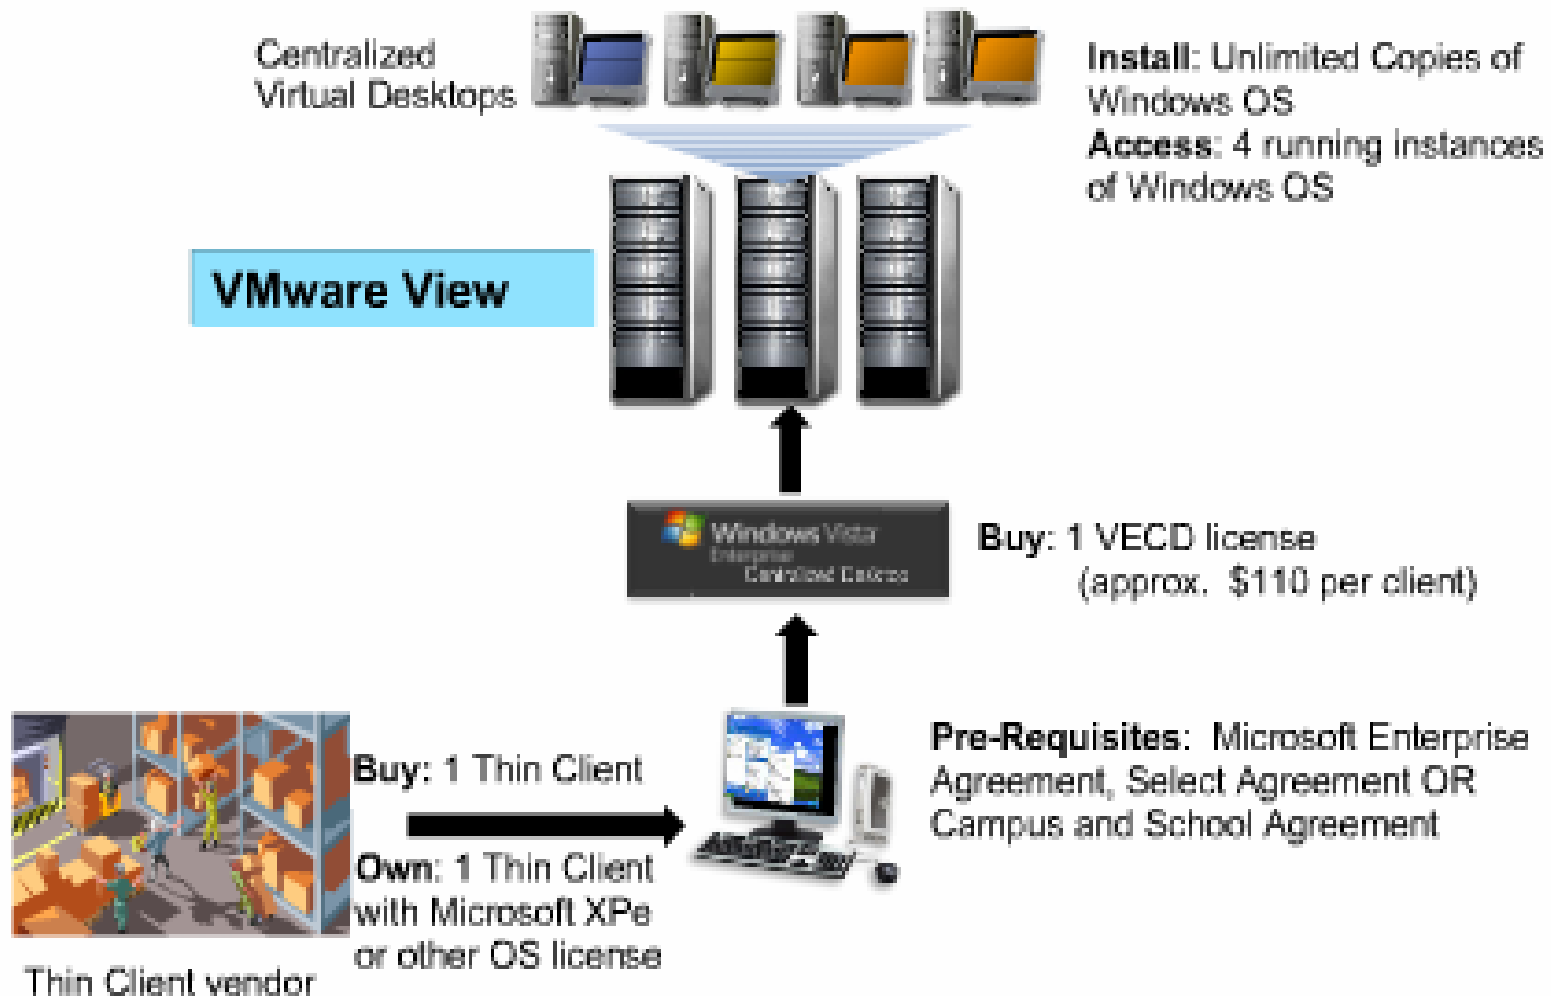 Centralized
Virtual Desktops
Install: Unlimited Copies of
Windows OS
Access: 4 running instances
of Windows OS
VMware View
Windows Vista
Enterprise
Centralized Desktop
Buy: 1 VECD license
(approx. $110 per client)
Buy: 1 Thin Client
Own: 1 Thin Client
with Microsoft XPe
or other OS license
Pre-Requisites: Microsoft Enterprise
Agreement, Select Agreement OR
Campus and School Agreement
Thin Client vendor